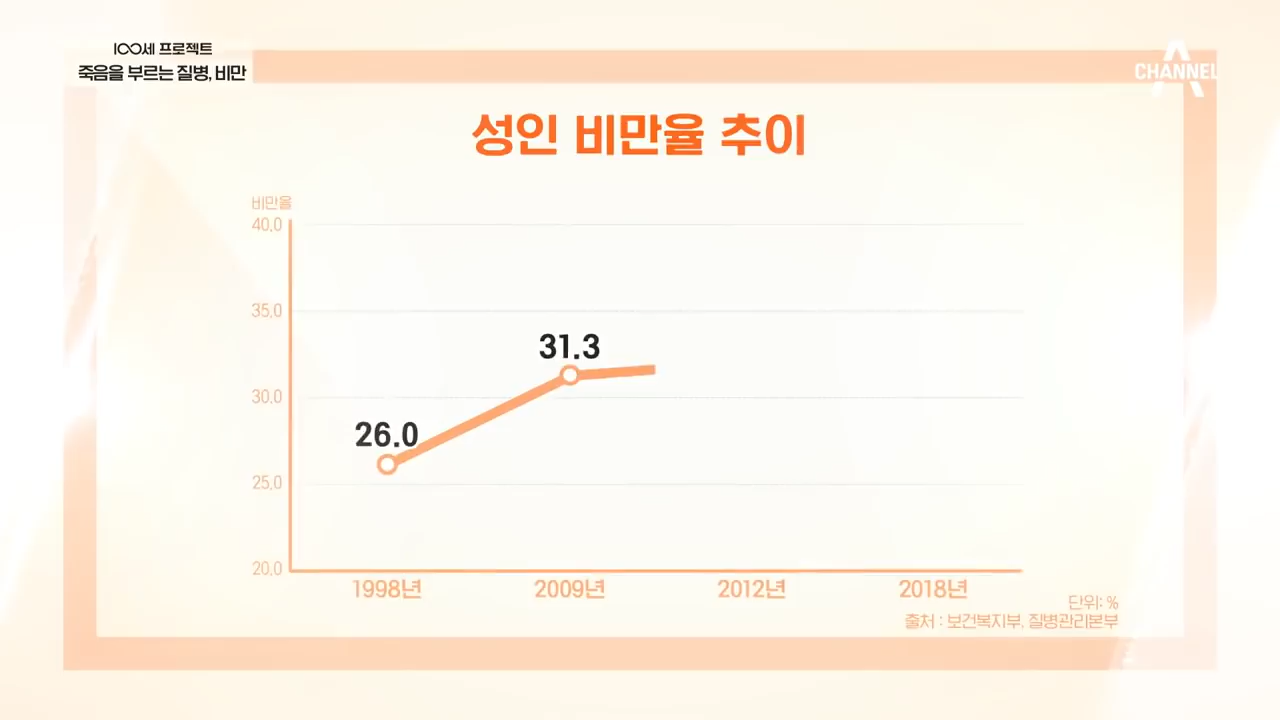 100세 프로젝트
죽음을 부르는 질병, 비만
CHANNEL A
성인 비만율 추이
비만율
40.0
35.0
31.3
30.0
26.0
25.0
20.0
1998년 2009년 2012년 2018년
단위: %
출처 : 보건복지부, 질병관리본부